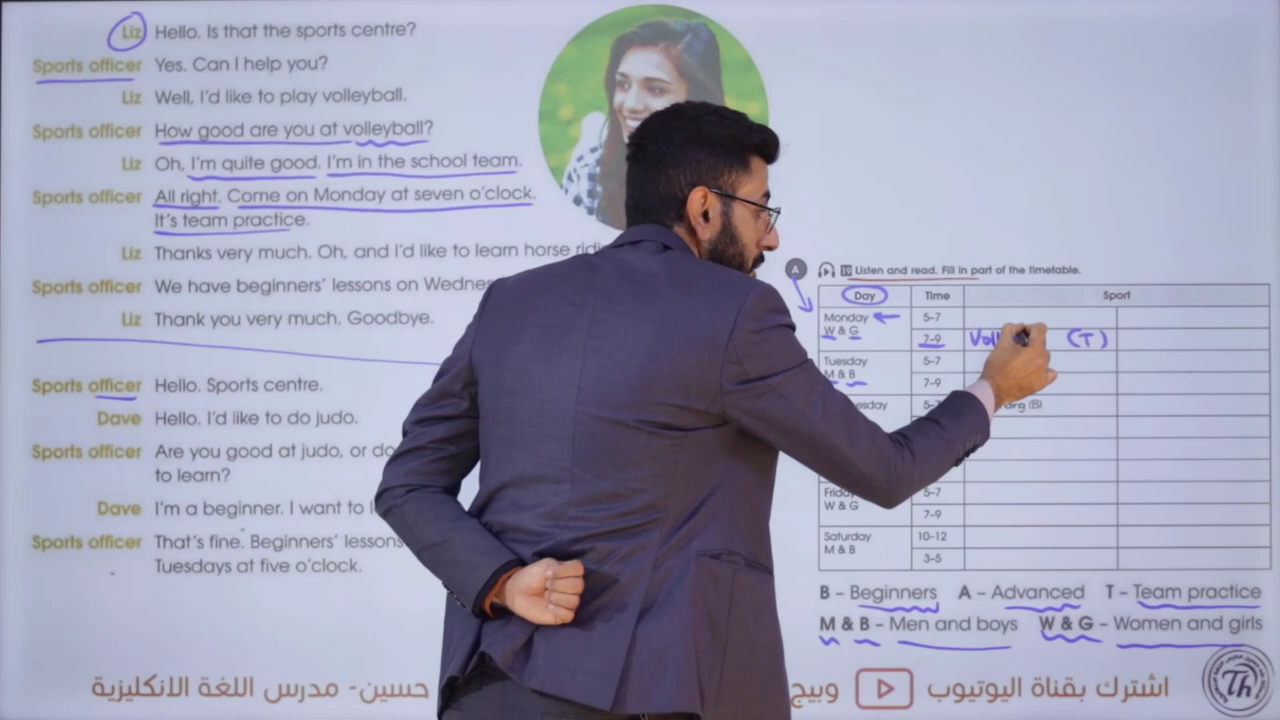 Liz Hello. Is that the sports centre?
Sports officer Yes. Can I help you?
Liz Well, I'd like to play volleyball.
Sports officer How good are you at volleyball?
Liz Oh, I'm quite good. I'm in the school team.
Sports officer All right. Come on Monday at seven o'clock.
It's team practice.
Liz Thanks very much. Oh, and I'd like to learn horse
Sports officer We have beginners' lessons on
Liz Thank you very much. Goodbye.
Sports officer Hello. Sports centre.
Dave Hello. I'd like to do judo.
Sports officer Are you good at judo, or
to learn?
Dave I'm a beginner. I want to
Sports officer That's fine. Beginners' lessons
Tuesdays at five o'clock.
A 19 Listen and read. Fill in part of the timetable.
Day Time Sport
Monday 5–7
W & G 7–9 (T)
Tuesday 5–7
M & B 7–9
(B)
Friday 5–7
W & G 7–9
Saturday 10–12
M & B 3–5
B – Beginners A – Advanced T – Team practice
M & B – Men and boys W & G – Women and girls
اشترك بقناة اليوتيوب وبيج
حسين- مدرس اللغة الانكليزية
Th